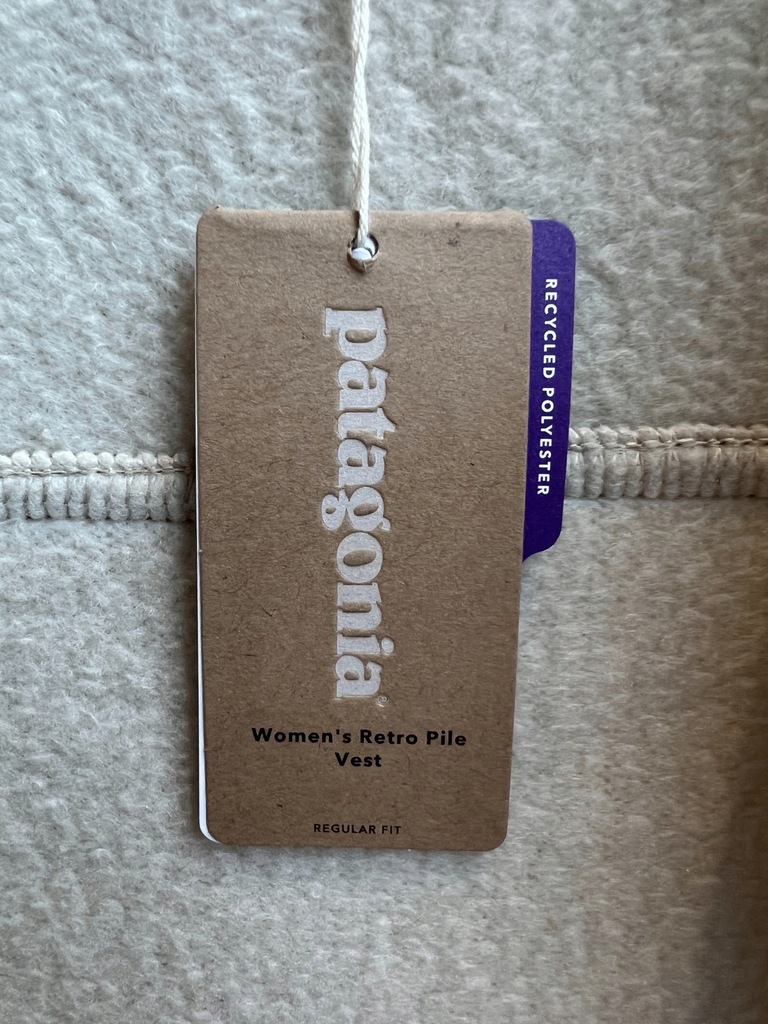 patagonia®
Women's Retro Pile
Vest
REGULAR FIT
RECYCLED POLYESTER